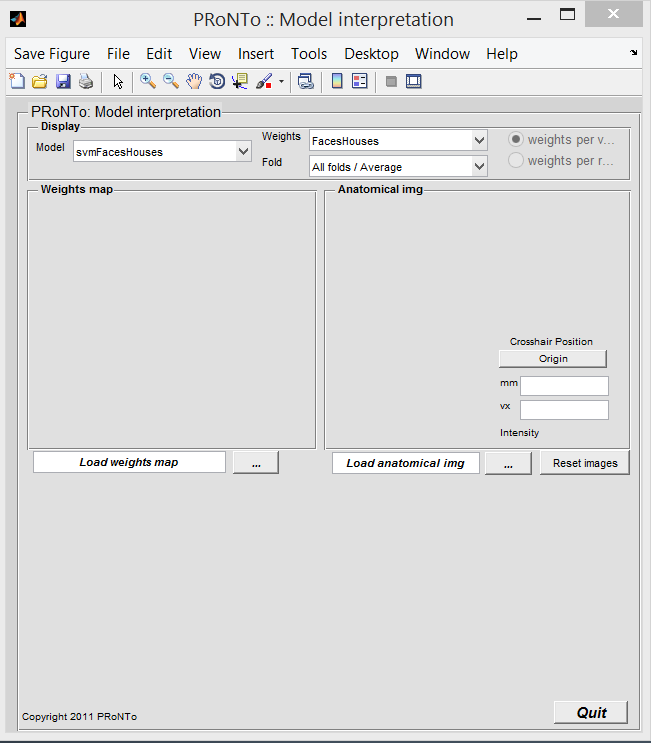 PRoNTo :: Model interpretation
Save Figure File Edit View Insert Tools Desktop Window Help
PRoNTo: Model interpretation
Display
Model svmFacesHouses
Weights FacesHouses
Fold All folds / Average
weights per v...
weights per r...
Weights map
Anatomical img
Crosshair Position
Origin
mm
vx
Intensity
Load weights map ...
Load anatomical img ... Reset images
Copyright 2011 PRoNTo
Quit